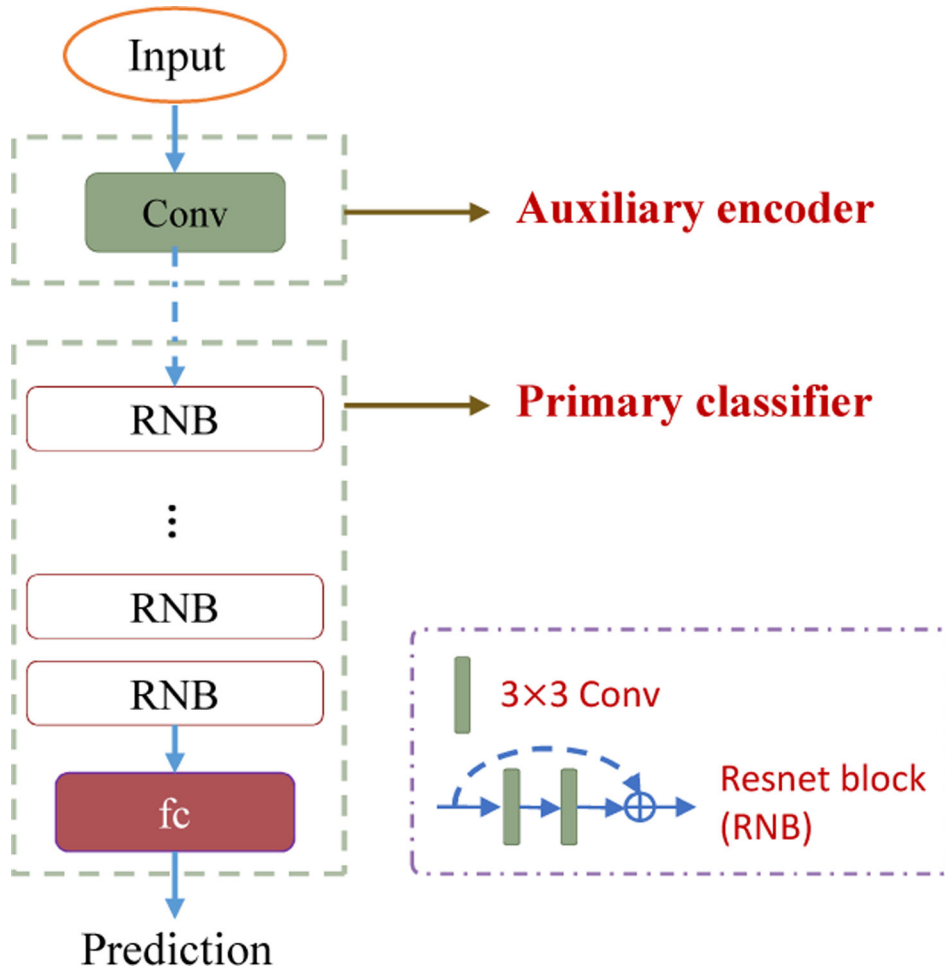 Input
Conv
Auxiliary encoder
RNB
Primary classifier
...
RNB
RNB
fc
Prediction
3×3 Conv
Resnet block
(RNB)